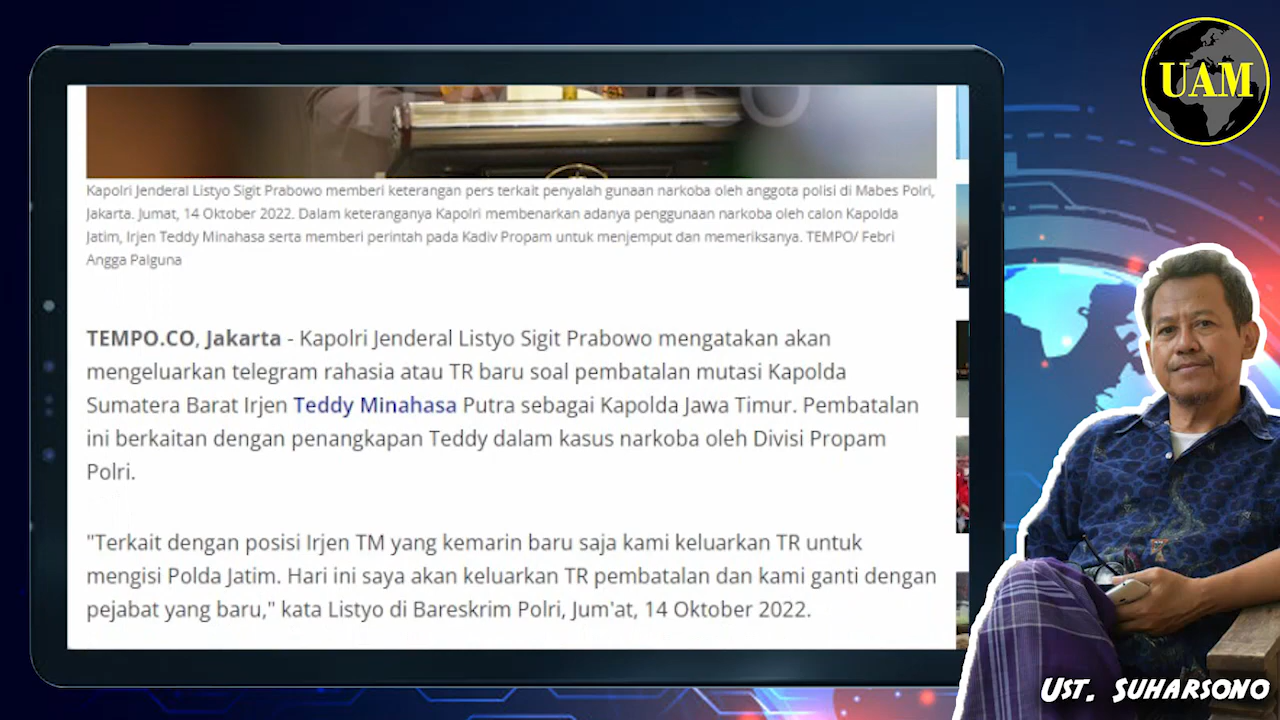 UAM
TEMPO.CO
Kapolri Jenderal Listyo Sigit Prabowo memberi keterangan pers terkait penyalah gunaan narkoba oleh anggota polisi di Mabes Polri,
Jakarta. Jumat, 14 Oktober 2022. Dalam keteranganya Kapolri membenarkan adanya penggunaan narkoba oleh calon Kapolda
Jatim, Irjen Teddy Minahasa serta memberi perintah pada Kadiv Propam untuk menjemput dan memeriksanya. TEMPO/ Febri
Angga Palguna
TEMPO.CO, Jakarta - Kapolri Jenderal Listyo Sigit Prabowo mengatakan akan
mengeluarkan telegram rahasia atau TR baru soal pembatalan mutasi Kapolda
Sumatera Barat Irjen Teddy Minahasa Putra sebagai Kapolda Jawa Timur. Pembatalan
ini berkaitan dengan penangkapan Teddy dalam kasus narkoba oleh Divisi Propam
Polri.
"Terkait dengan posisi Irjen TM yang kemarin baru saja kami keluarkan TR untuk
mengisi Polda Jatim. Hari ini saya akan keluarkan TR pembatalan dan kami ganti dengan
pejabat yang baru," kata Listyo di Bareskrim Polri, Jum'at, 14 Oktober 2022.
Ust. Suharsono